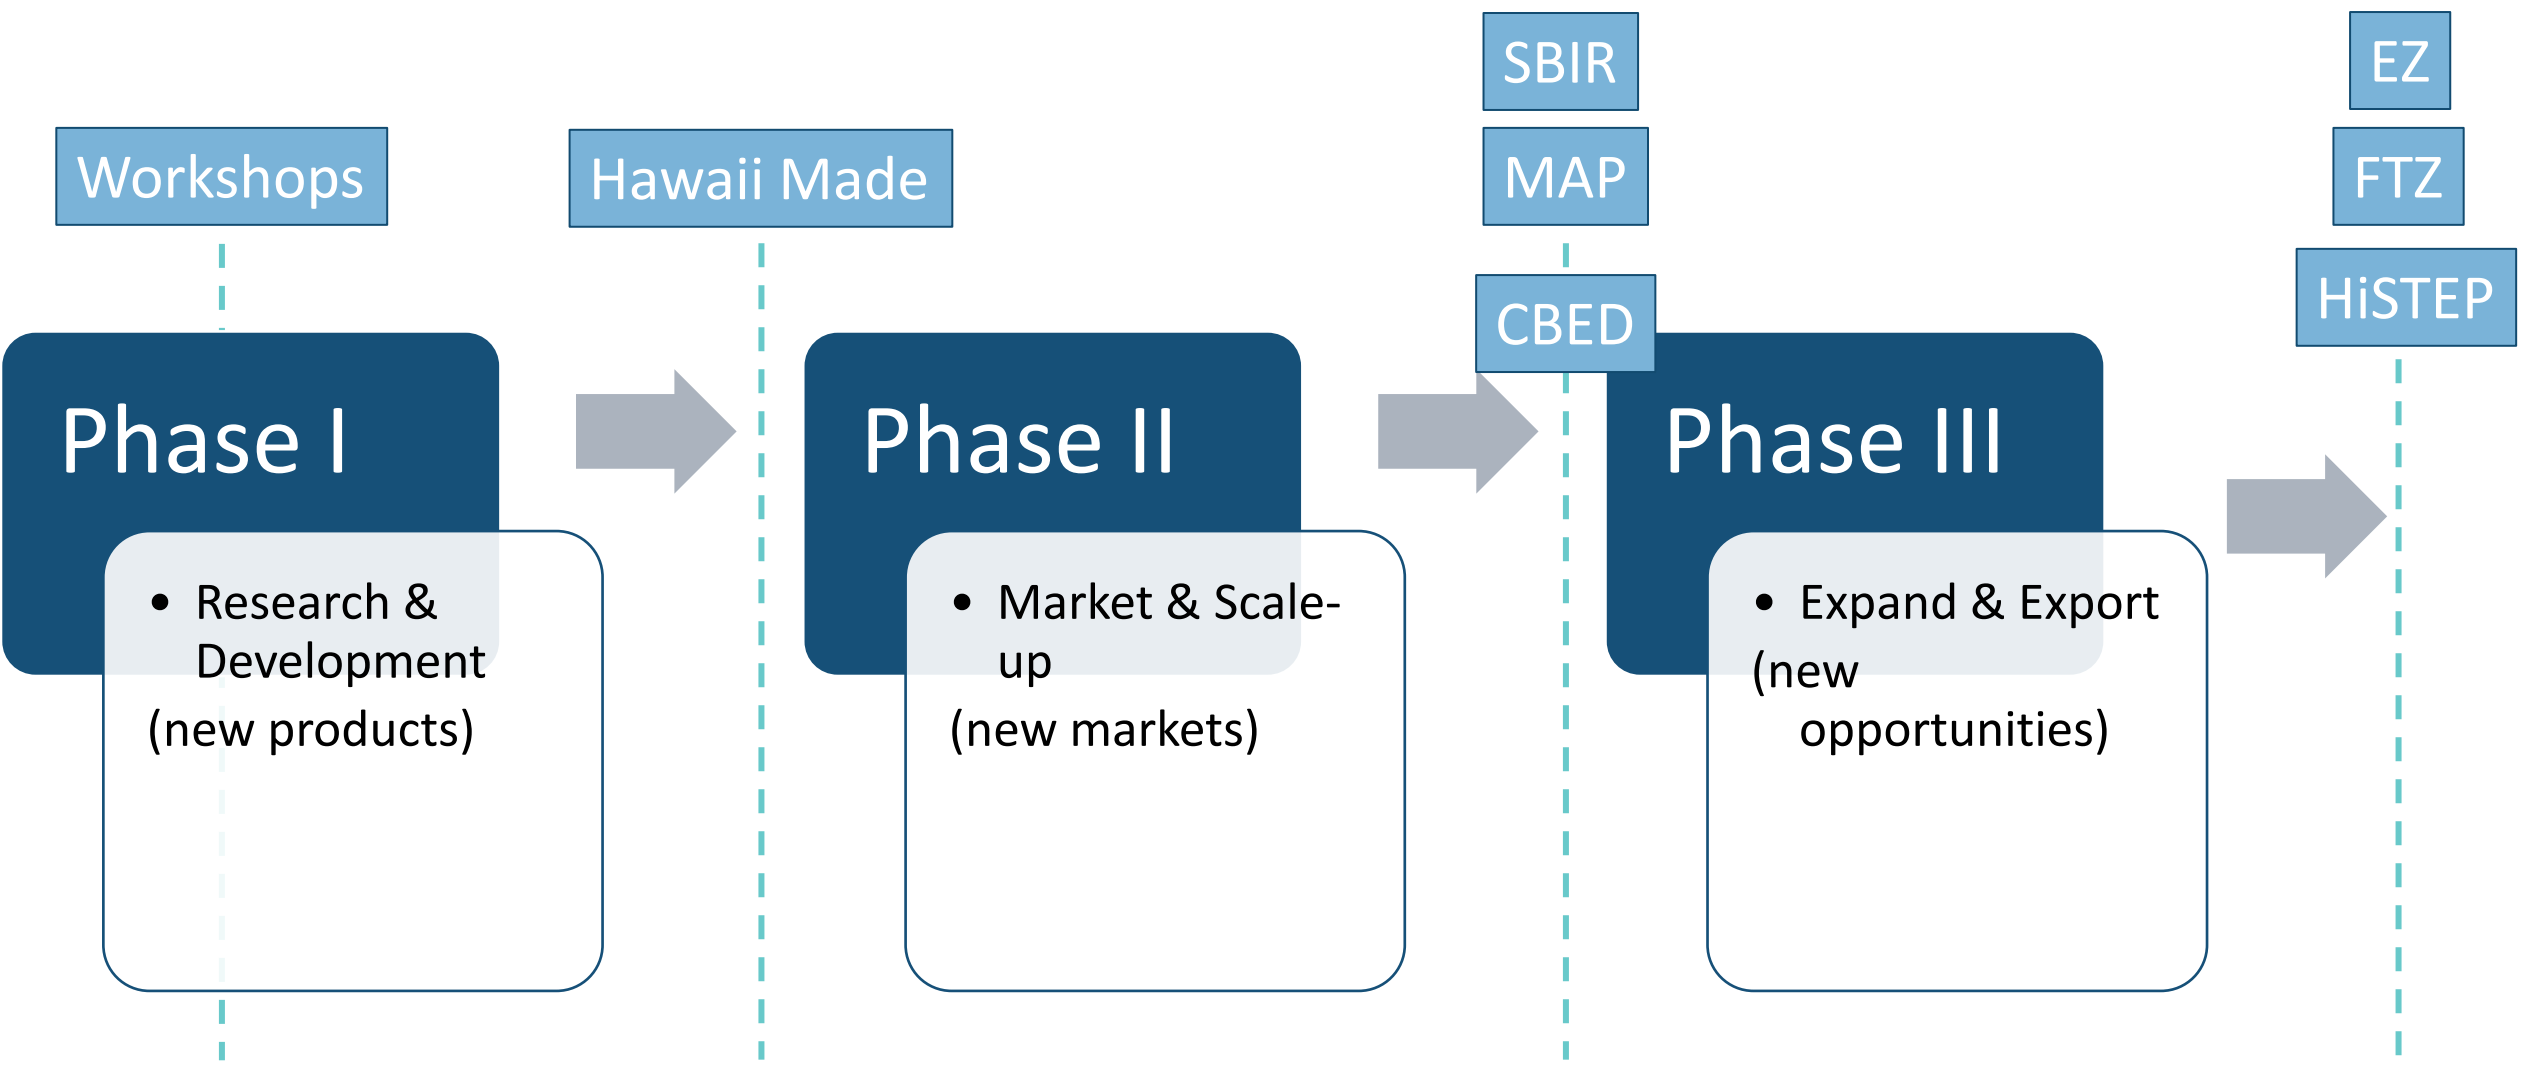 SBIR
EZ
Workshops
Hawaii Made
MAP
FTZ
CBED
HiSTEP
Phase I
• Research &
Development
(new products)
Phase II
• Market & Scale-
up
(new markets)
Phase III
• Expand & Export
(new
opportunities)